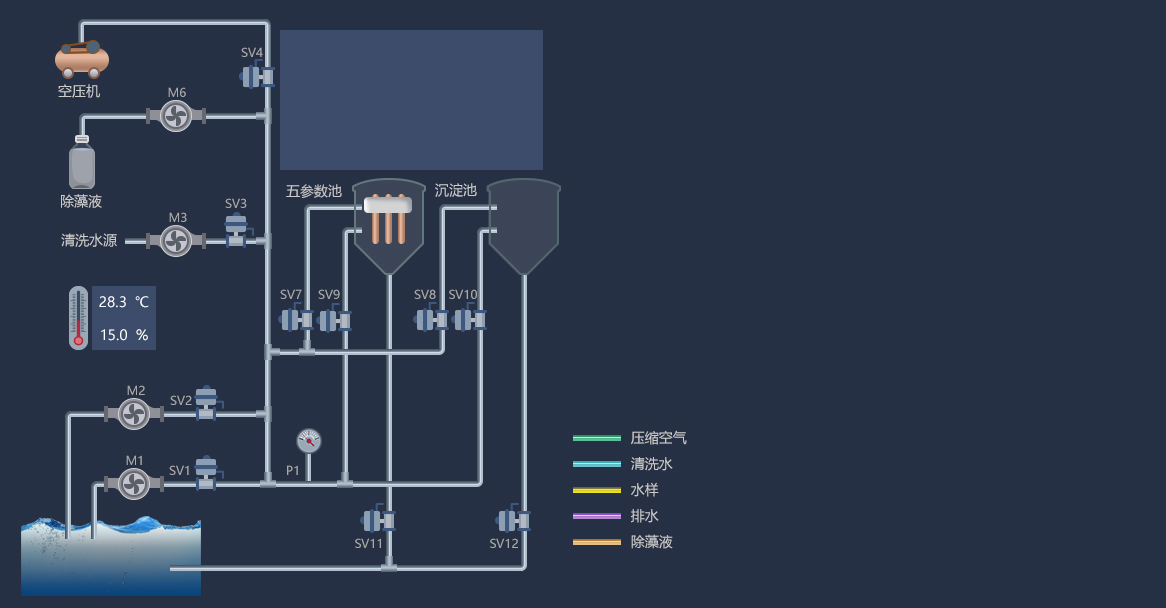 SV4
空压机
M6
除藻液
五参数池
沉淀池
SV3
M3
清洗水源
SV7
SV9
SV8
SV10
28.3 ℃
15.0 %
M2
SV2
M1
SV1
P1
压缩空气
清洗水
水样
排水
除藻液
SV11
SV12